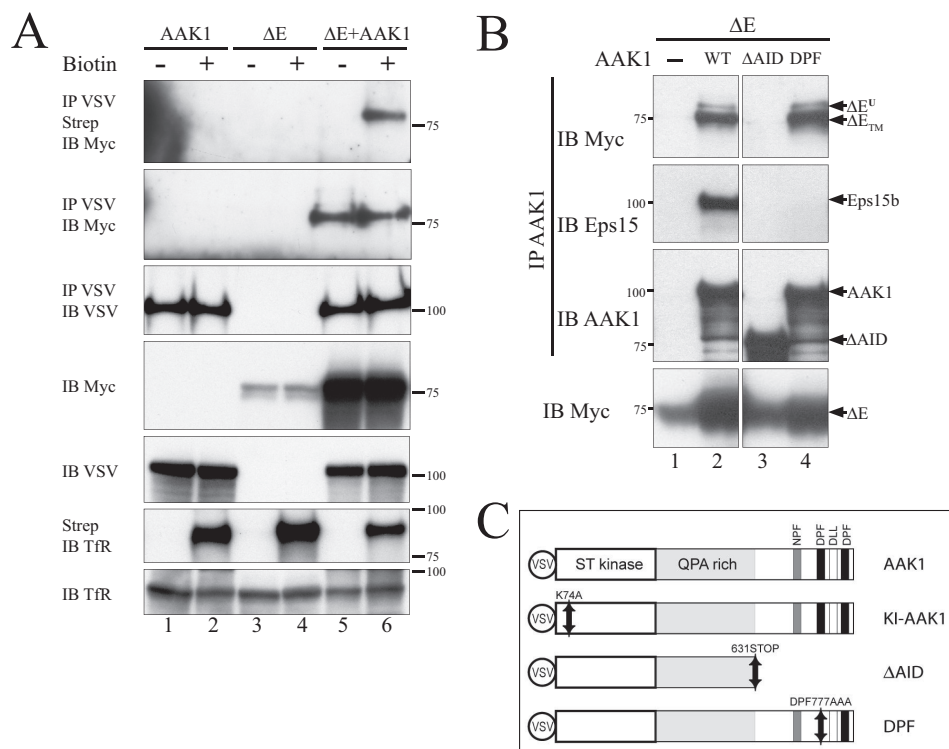 A
AAK1 ΔE ΔE+AAK1
Biotin - + - + - +
IP VSV
Strep
IB Myc
75
IP VSV
IB Myc
75
IP VSV
IB VSV
100
IB Myc
75
IB VSV
100
Strep
IB TfR
100
75
IB TfR
100
1 2 3 4 5 6
B
ΔE
AAK1 – WT ΔAID DPF
IP AAK1
IB Myc
75
ΔEᵁ
ΔE_TM
IB Eps15
100
Eps15b
IB AAK1
100
75
AAK1
ΔAID
IB Myc
75
ΔE
1 2 3 4
C
NPF DPF DLL DPF
VSV ST kinase QPA rich AAK1
K74A
VSV KI-AAK1
631STOP
VSV ΔAID
DPF777AAA
VSV DPF